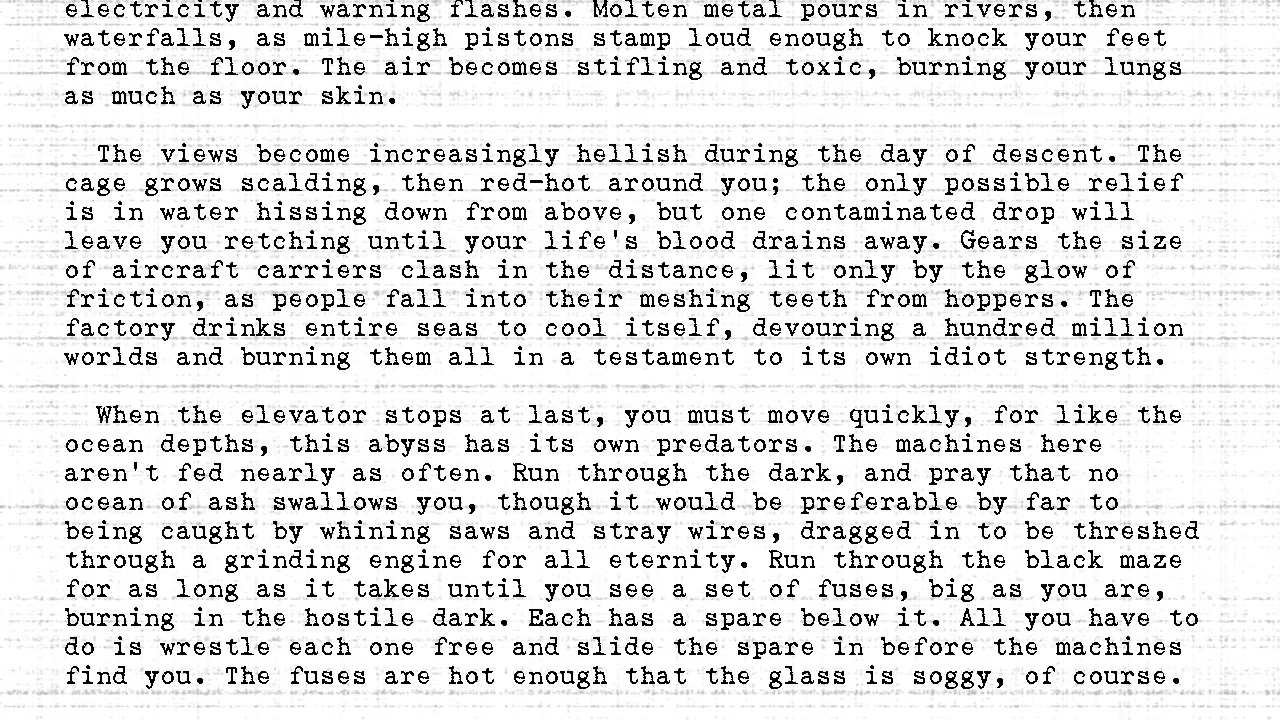 electricity and warning flashes. Molten metal pours in rivers, then
waterfalls, as mile-high pistons stamp loud enough to knock your feet
from the floor. The air becomes stifling and toxic, burning your lungs
as much as your skin.
The views become increasingly hellish during the day of descent. The
cage grows scalding, then red-hot around you; the only possible relief
is in water hissing down from above, but one contaminated drop will
leave you retching until your life's blood drains away. Gears the size
of aircraft carriers clash in the distance, lit only by the glow of
friction, as people fall into their meshing teeth from hoppers. The
factory drinks entire seas to cool itself, devouring a hundred million
worlds and burning them all in a testament to its own idiot strength.
When the elevator stops at last, you must move quickly, for like the
ocean depths, this abyss has its own predators. The machines here
aren't fed nearly as often. Run through the dark, and pray that no
ocean of ash swallows you, though it would be preferable by far to
being caught by whining saws and stray wires, dragged in to be threshed
through a grinding engine for all eternity. Run through the black maze
for as long as it takes until you see a set of fuses, big as you are,
burning in the hostile dark. Each has a spare below it. All you have to
do is wrestle each one free and slide the spare in before the machines
find you. The fuses are hot enough that the glass is soggy, of course.